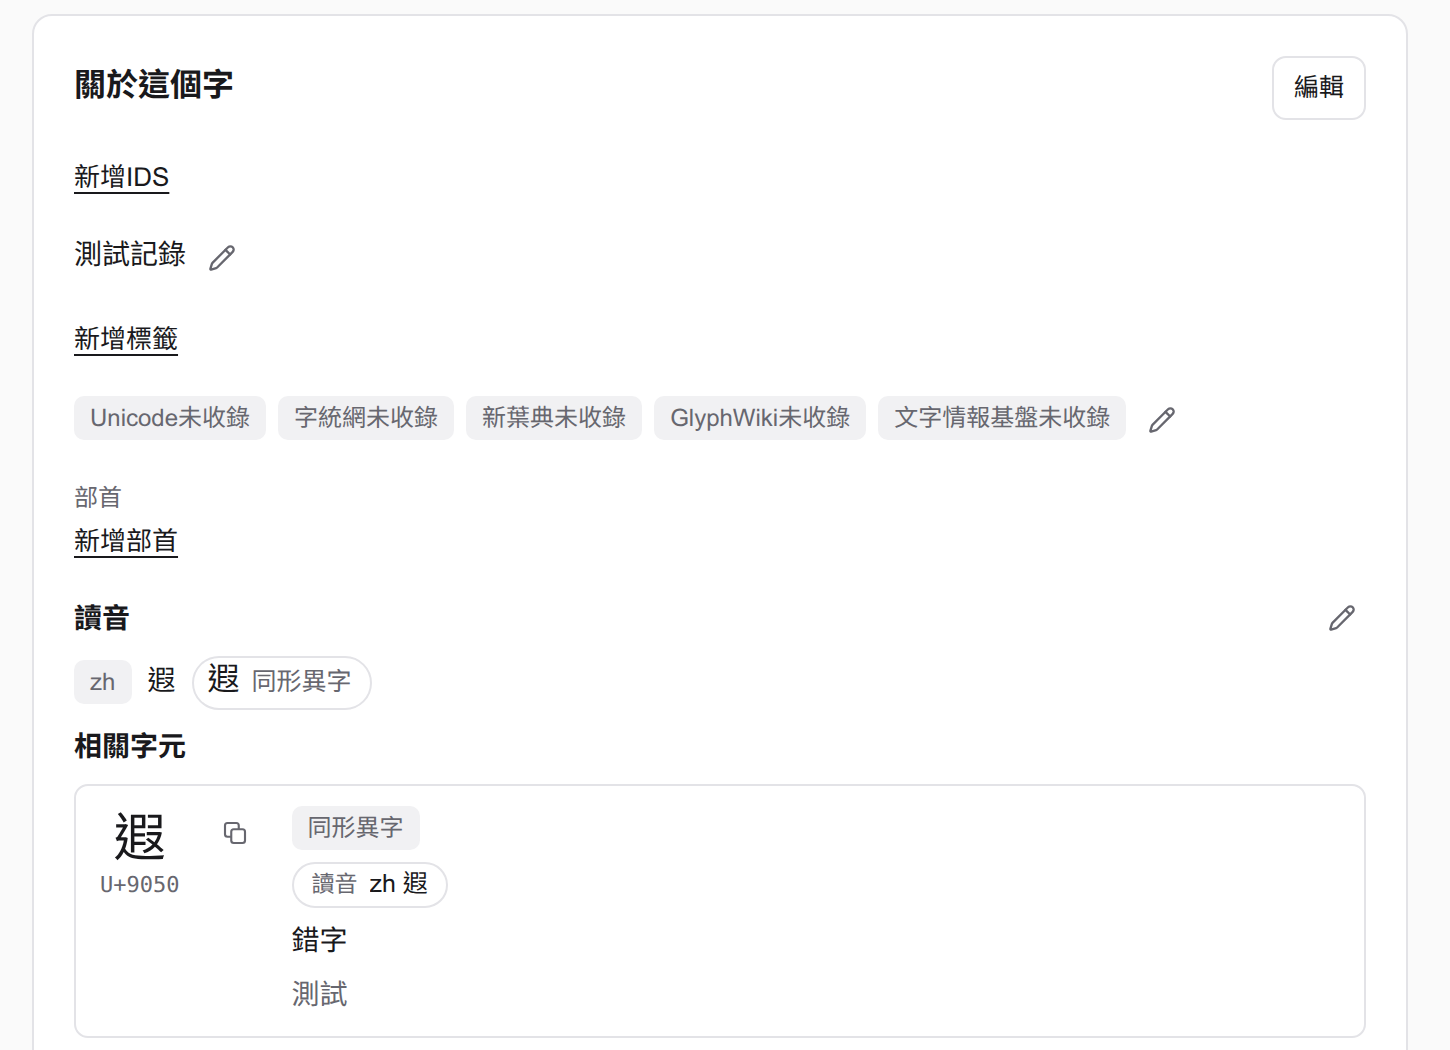 關於這個字
編輯
新增IDS
測試記錄
新增標籤
Unicode未收錄 字統網未收錄 新葉典未收錄 GlyphWiki未收錄 文字情報基盤未收錄
部首
新增部首
讀音
zh 遐 遐 同形異字
相關字元
遐
U+9050
同形異字
讀音 zh 遐
錯字
測試